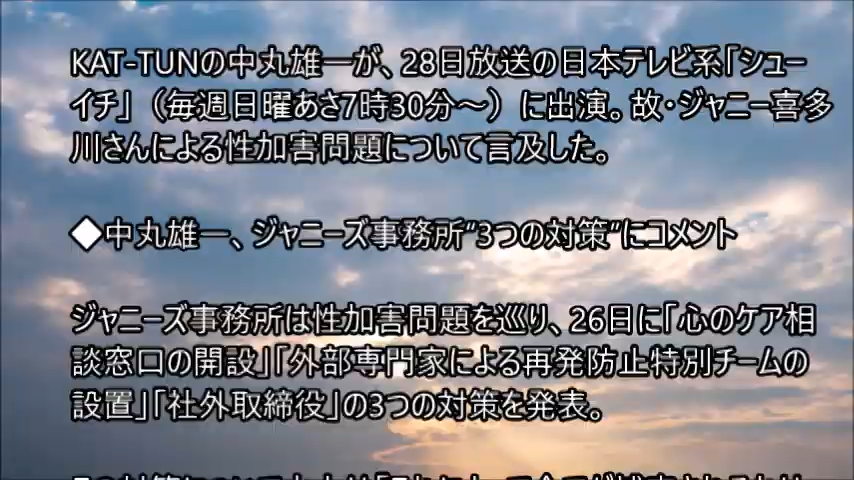 KAT-TUNの中丸雄一が、28日放送の日本テレビ系「シュー
イチ」（毎週日曜あさ7時30分～）に出演。故・ジャニー喜多
川さんによる性加害問題について言及した。
◆中丸雄一、ジャニーズ事務所“3つの対策”にコメント
ジャニーズ事務所は性加害問題を巡り、26日に「心のケア相
談窓口の開設」「外部専門家による再発防止特別チームの
設置」「社外取締役」の3つの対策を発表。